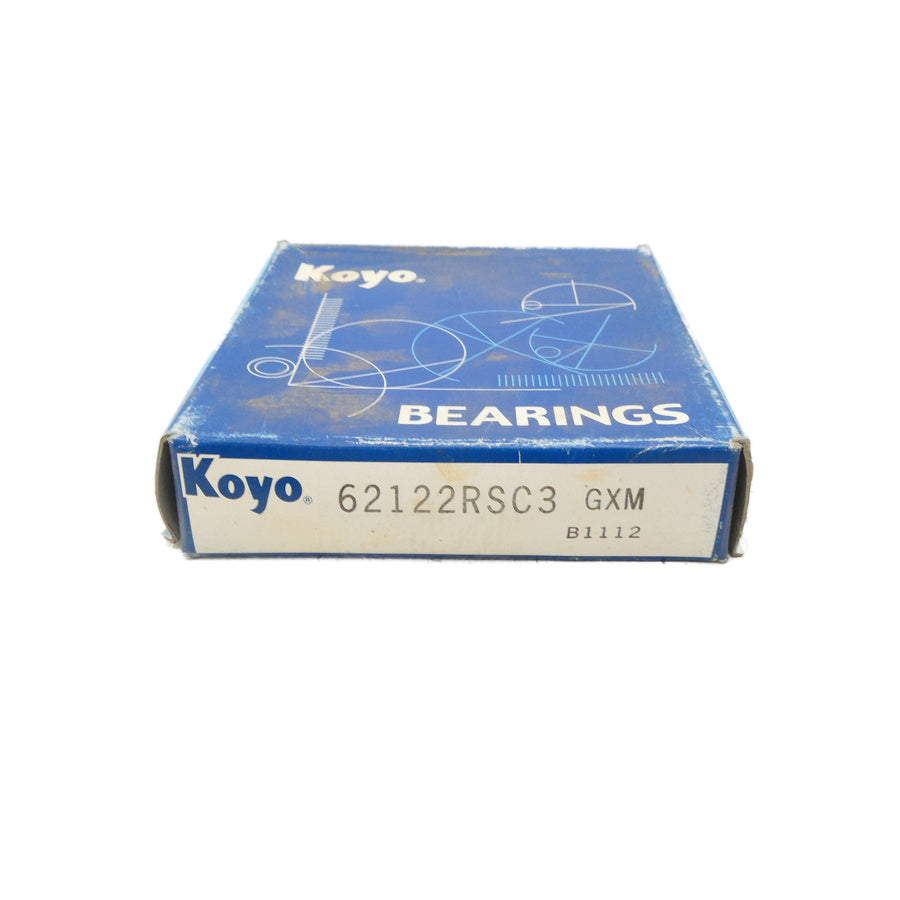 Koyo®
BEARINGS
Koyo® 62122RSC3 GXM
B1112